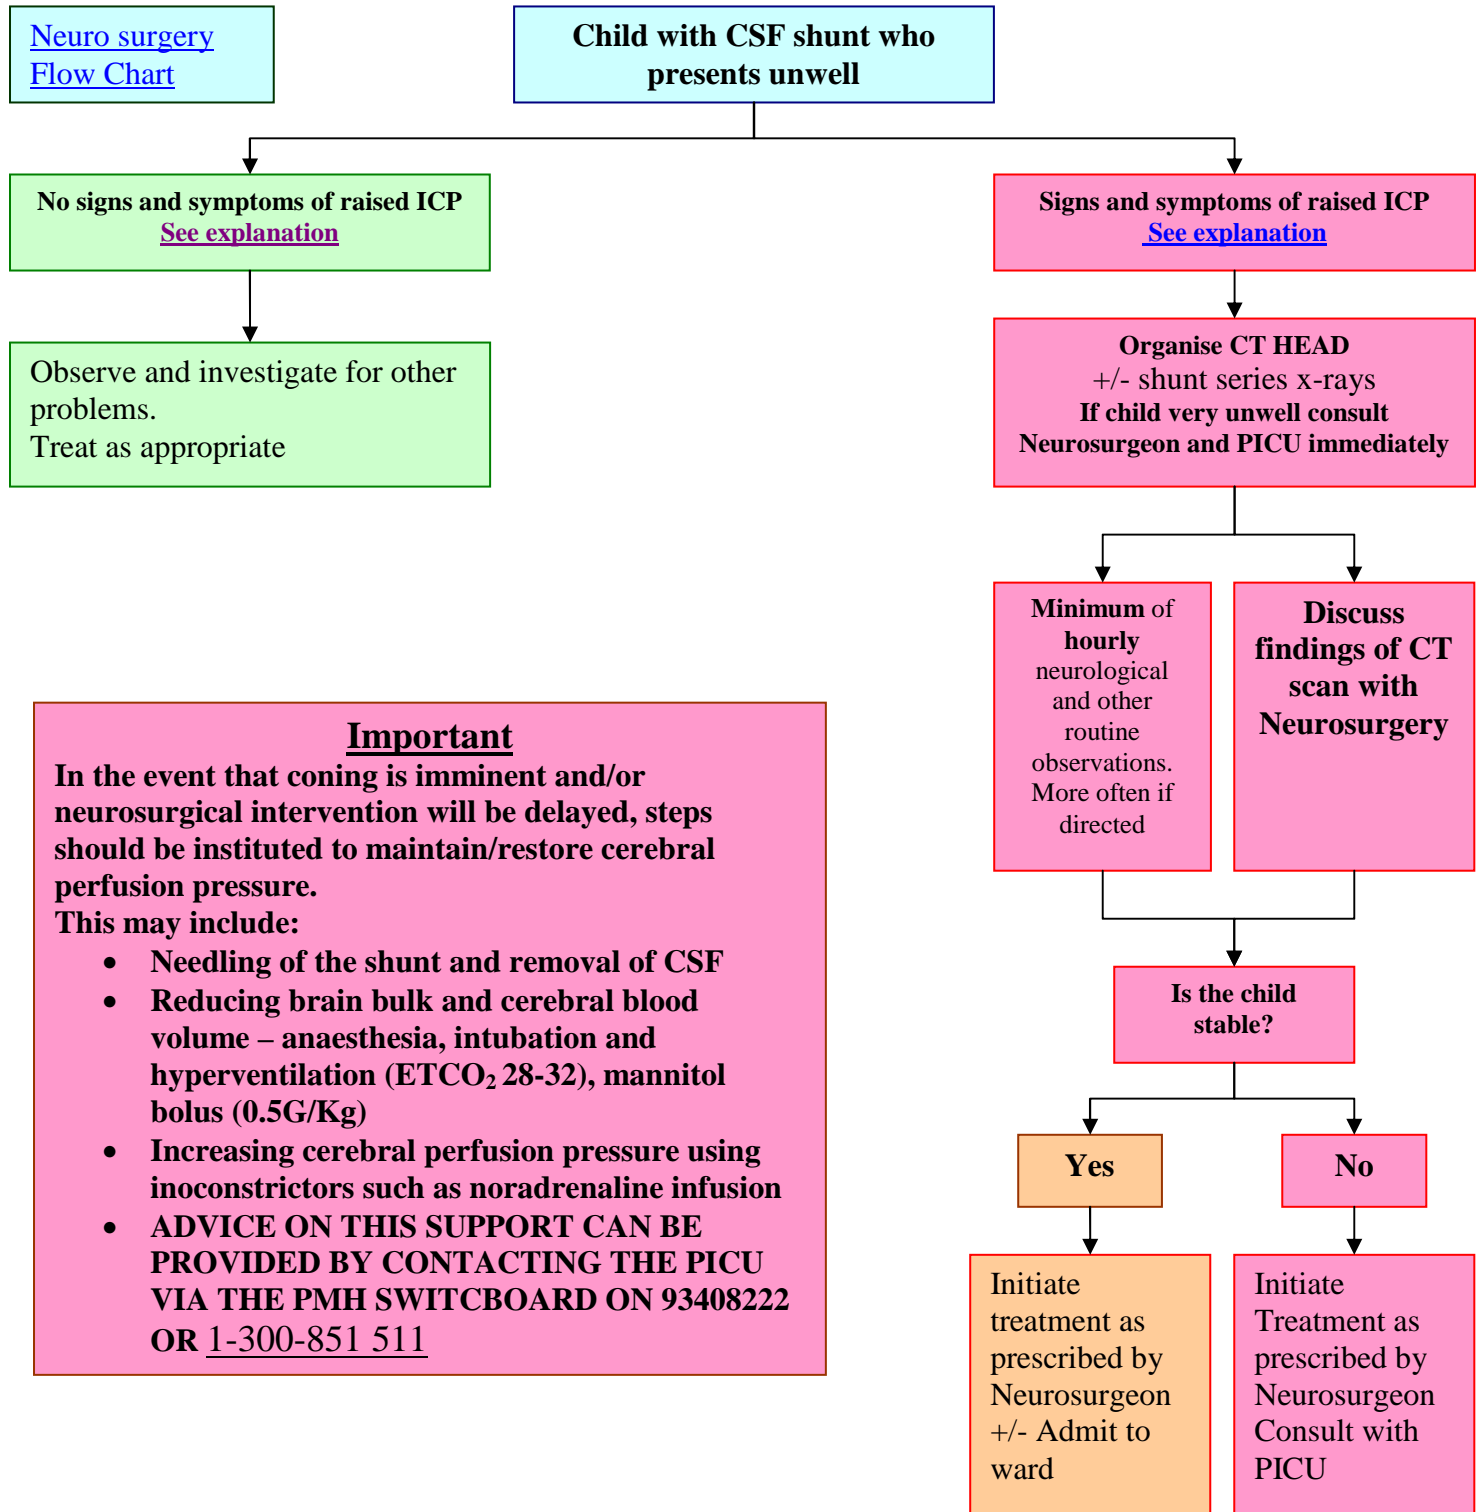 Neuro surgery
Flow Chart
Child with CSF shunt who
presents unwell
No signs and symptoms of raised ICP
See explanation
Signs and symptoms of raised ICP
See explanation
Observe and investigate for other
problems.
Treat as appropriate
Organise CT HEAD
+/- shunt series x-rays
If child very unwell consult
Neurosurgeon and PICU immediately
Minimum of
hourly
neurological
and other
routine
observations.
More often if
directed
Discuss
findings of CT
scan with
Neurosurgery
Important
In the event that coning is imminent and/or
neurosurgical intervention will be delayed, steps
should be instituted to maintain/restore cerebral
perfusion pressure.
This may include:
• Needling of the shunt and removal of CSF
• Reducing brain bulk and cerebral blood
volume – anaesthesia, intubation and
hyperventilation (ETCO₂ 28-32), mannitol
bolus (0.5G/Kg)
• Increasing cerebral perfusion pressure using
inoconstrictors such as noradrenaline infusion
• ADVICE ON THIS SUPPORT CAN BE
PROVIDED BY CONTACTING THE PICU
VIA THE PMH SWITCBOARD ON 93408222
OR 1-300-851 511
Is the child
stable?
Yes
No
Initiate
treatment as
prescribed by
Neurosurgeon
+/- Admit to
ward
Initiate
Treatment as
prescribed by
Neurosurgeon
Consult with
PICU